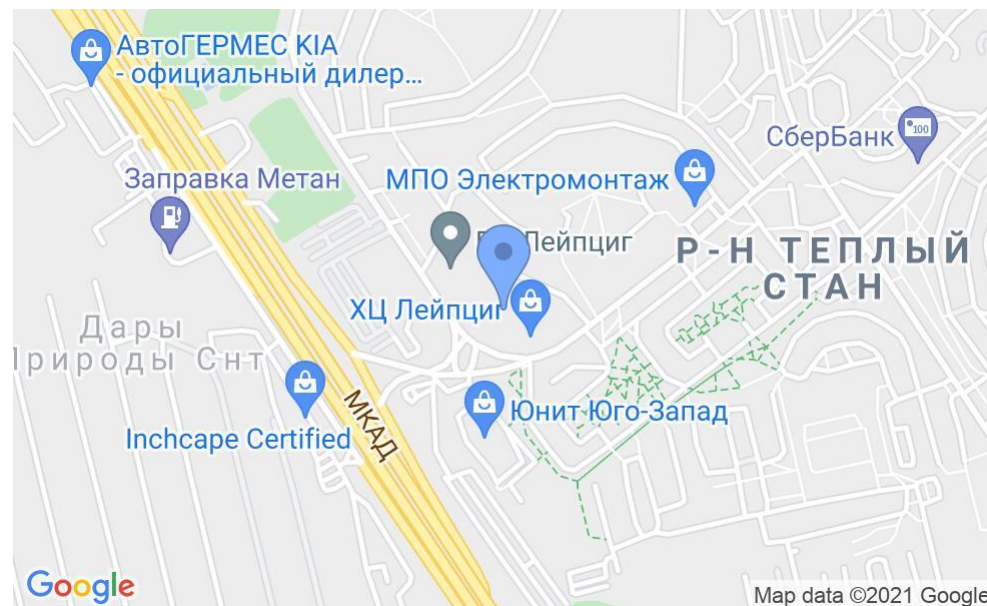 АвтоГЕРМЕС KIA
- официальный дилер...
СберБанк
100
Заправка Метан
МПО Электромонтаж
Лейпциг
Р-Н ТЕПЛЫЙ
СТАН
ХЦ Лейпциг
Дары
Природы Снт
МКАД
Юнит Юго-Запад
Inchcape Certified
Google
Map data ©2021 Google